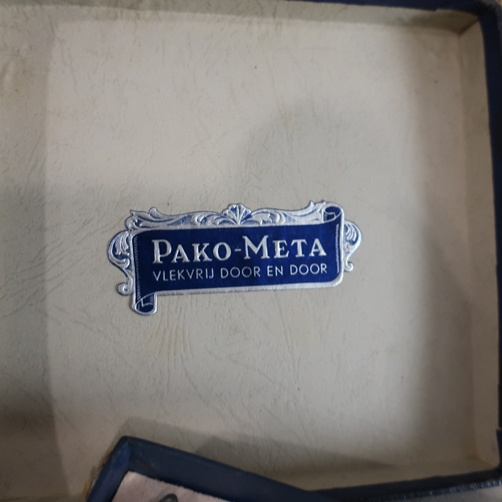 PAKO-META
VLEKVRIJ DOOR EN DOOR